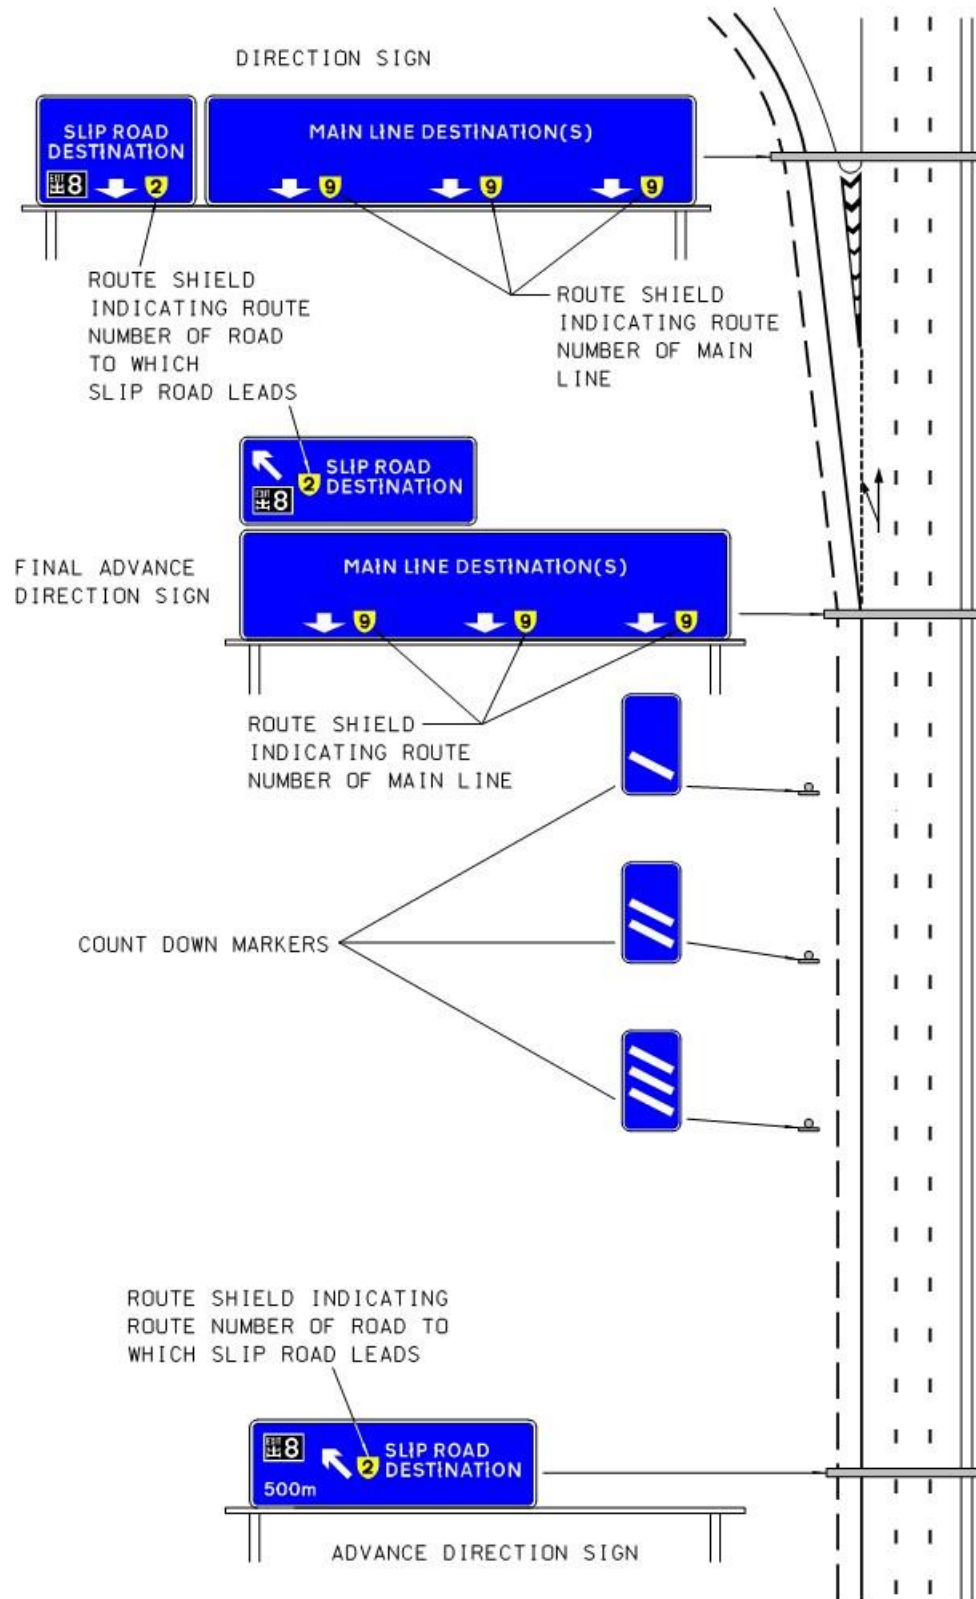 DIRECTION SIGN
SLIP ROAD
DESTINATION
EXIT
出 8
2
MAIN LINE DESTINATION(S)
9
9
9
ROUTE SHIELD
INDICATING ROUTE
NUMBER OF ROAD
TO WHICH
SLIP ROAD LEADS
ROUTE SHIELD
INDICATING ROUTE
NUMBER OF MAIN
LINE
EXIT
出 8
2
SLIP ROAD
DESTINATION
FINAL ADVANCE
DIRECTION SIGN
MAIN LINE DESTINATION(S)
9
9
9
ROUTE SHIELD
INDICATING ROUTE
NUMBER OF MAIN LINE
COUNT DOWN MARKERS
ROUTE SHIELD INDICATING
ROUTE NUMBER OF ROAD TO
WHICH SLIP ROAD LEADS
EXIT
出 8
2
SLIP ROAD
DESTINATION
500m
ADVANCE DIRECTION SIGN